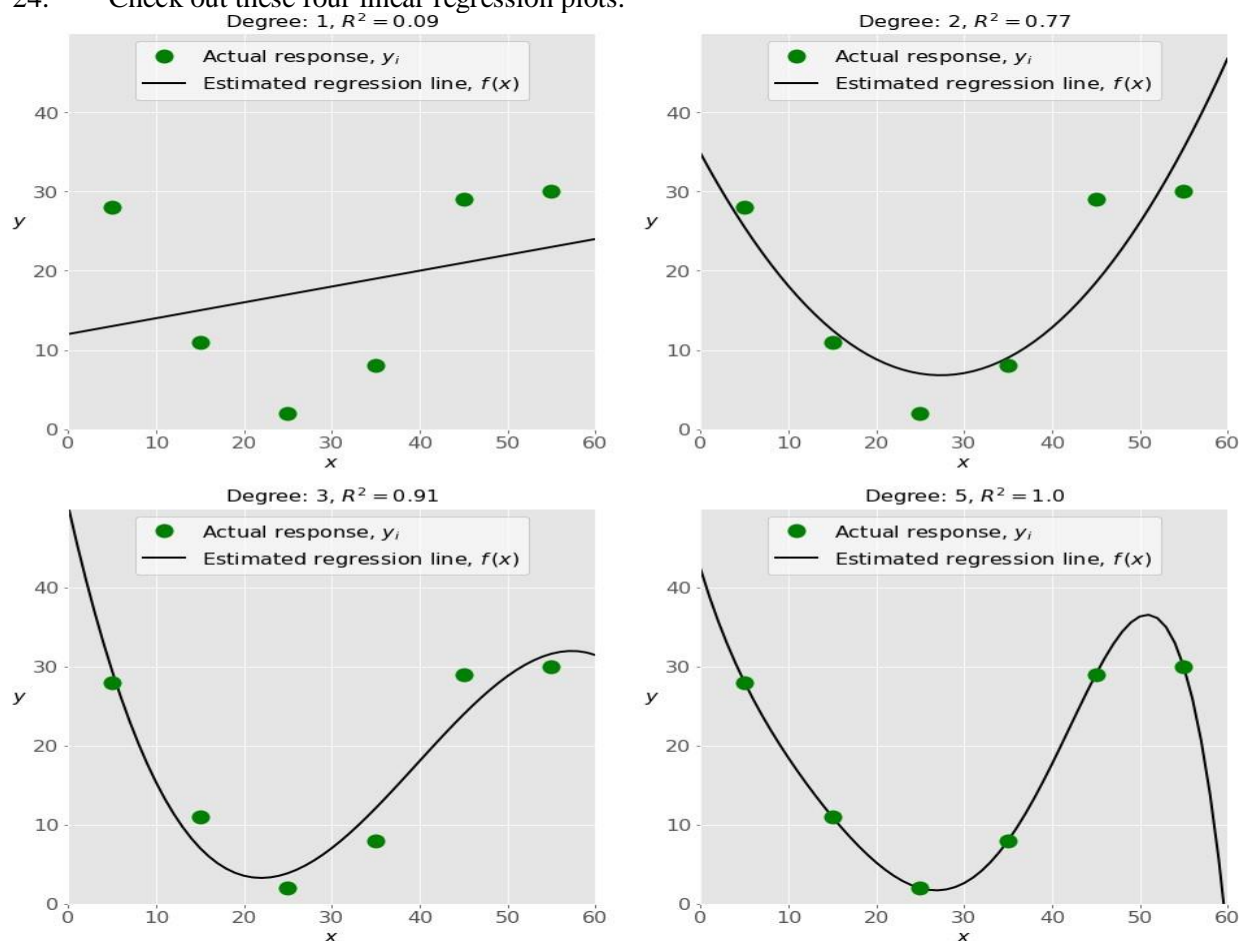 24. Check out these four linear regression plots:
Degree: 1, R² = 0.09
Actual response, yᵢ
Estimated regression line, f(x)
40
30
y
20
10
0
0 10 20 30 40 50 60
x
Degree: 2, R² = 0.77
Actual response, yᵢ
Estimated regression line, f(x)
40
30
y
20
10
0
0 10 20 30 40 50 60
x
Degree: 3, R² = 0.91
Actual response, yᵢ
Estimated regression line, f(x)
40
30
y
20
10
0
0 10 20 30 40 50 60
x
Degree: 5, R² = 1.0
Actual response, yᵢ
Estimated regression line, f(x)
40
30
y
20
10
0
0 10 20 30 40 50 60
x